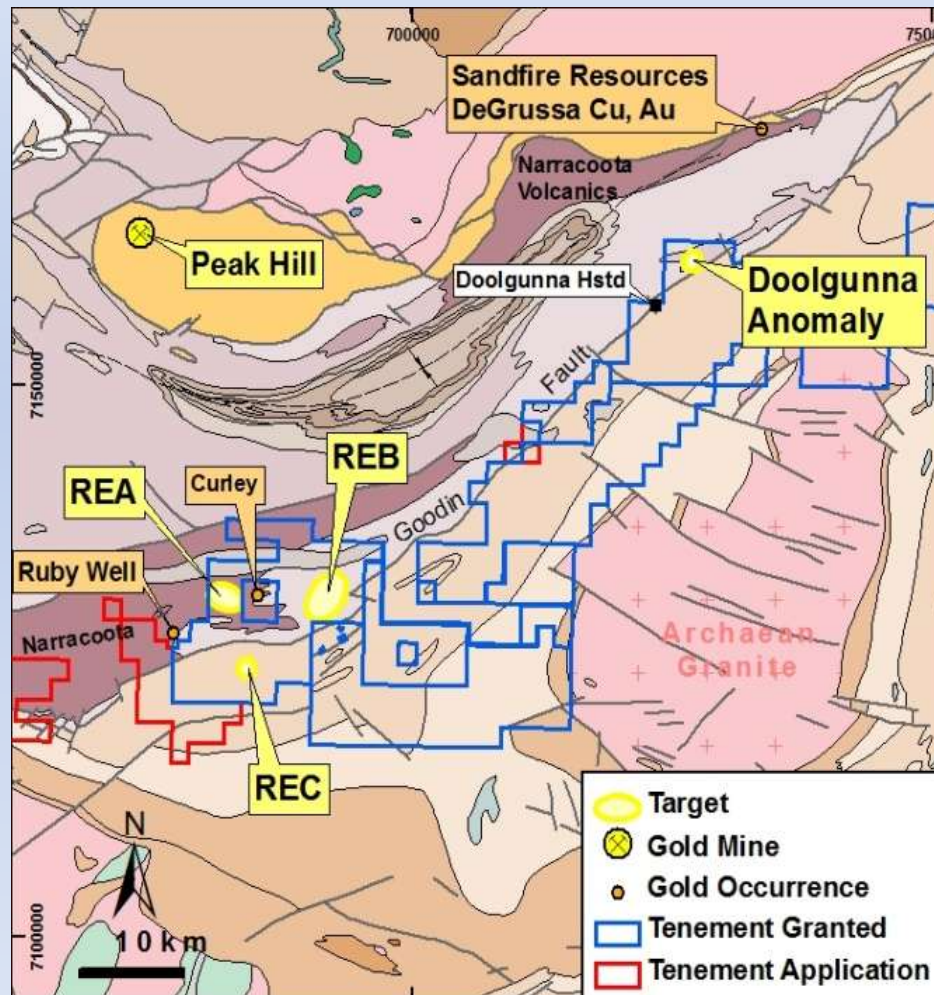 700000
750
Sandfire Resources
DeGrussa Cu, Au
Narracoota
Volcanics
Peak Hill
Doolgunna Hstd
Doolgunna
Anomaly
7150000
Fault
REB
REA
Curley
Goodin
Ruby Well
Narracoota
Archaean
Granite
REC
Target
N
Gold Mine
Gold Occurrence
7100000
Tenement Granted
10 km
Tenement Application